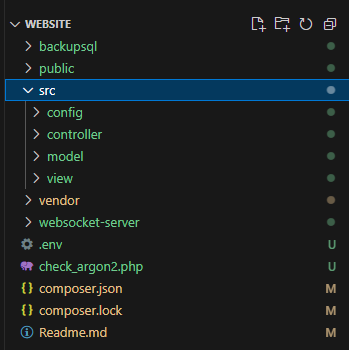 WEBSITE
backupsql
public
src
config
controller
model
view
vendor
websocket-server
.env U
check_argon2.php U
composer.json M
composer.lock M
Readme.md M